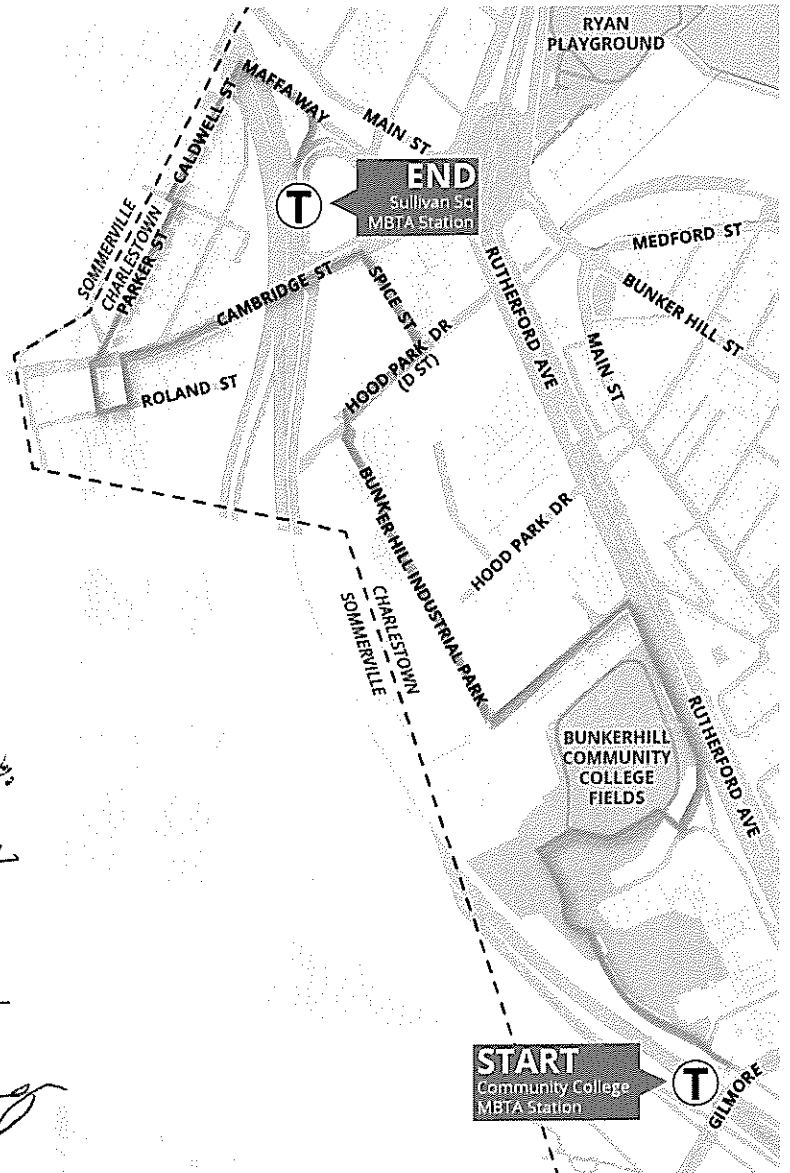 RYAN
PLAYGROUND
MAFFA WAY
MAIN ST
CALDWELL ST
END
Sullivan Sq
MBTA Station
T
SOMMERVILLE
CHARLESTOWN
PARKER ST
MEDFORD ST
CAMBRIDGE ST
SPICE ST
RUTHERFORD AVE
BUNKER HILL ST
HOOD PARK DR
(D ST)
MAIN ST
ROLAND ST
BUNKER HILL INDUSTRIAL PARK
HOOD PARK DR
CHARLESTOWN
SOMMERVILLE
BUNKERHILL
COMMUNITY
COLLEGE
FIELDS
RUTHERFORD AVE
START
Community College
MBTA Station
T
GILMORE